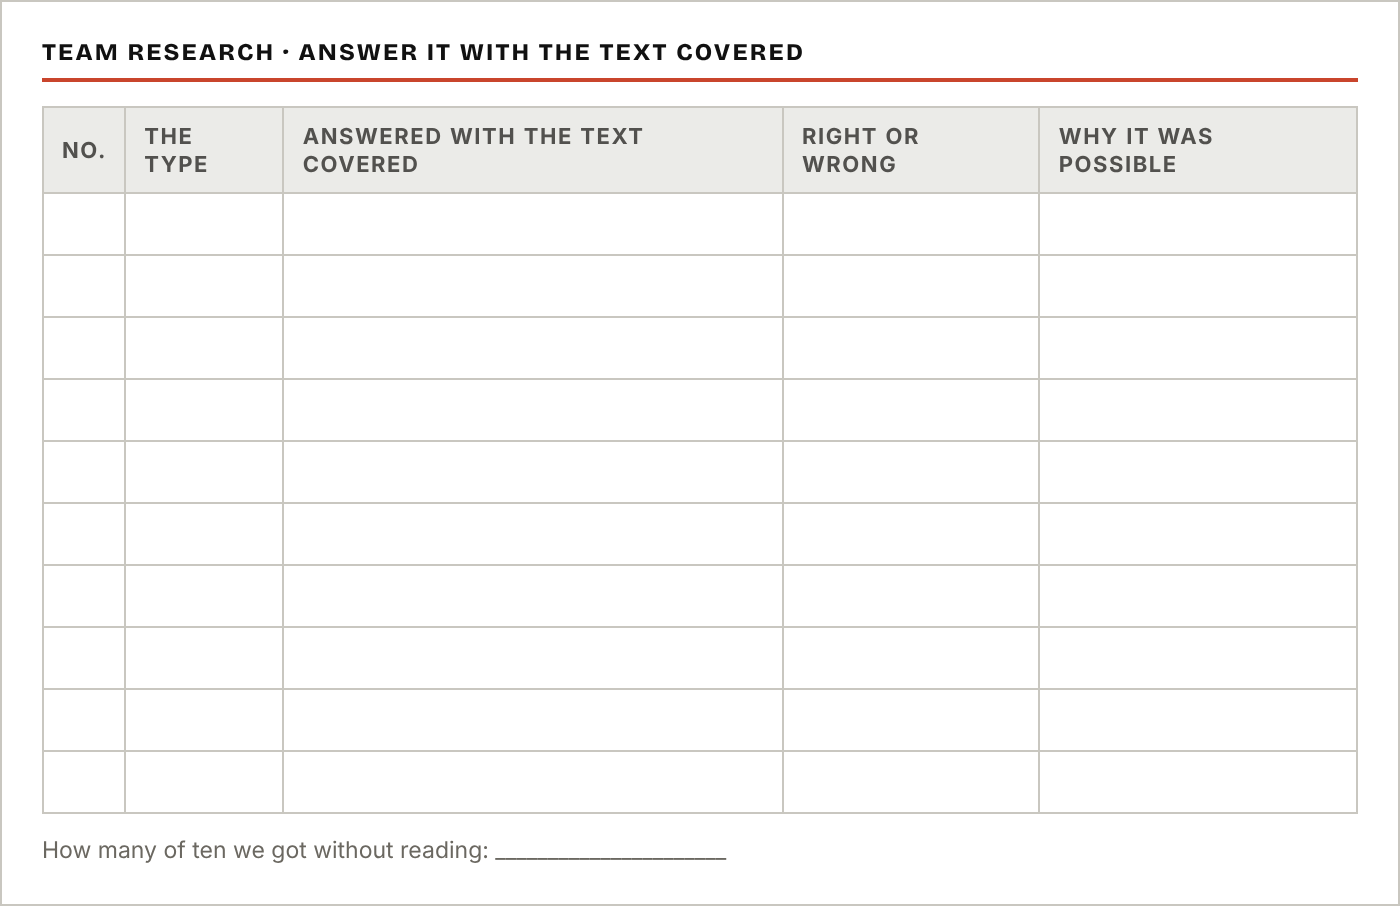 TEAM RESEARCH · ANSWER IT WITH THE TEXT COVERED
NO.
THE
TYPE
ANSWERED WITH THE TEXT
COVERED
RIGHT OR
WRONG
WHY IT WAS
POSSIBLE
How many of ten we got without reading: ______________________